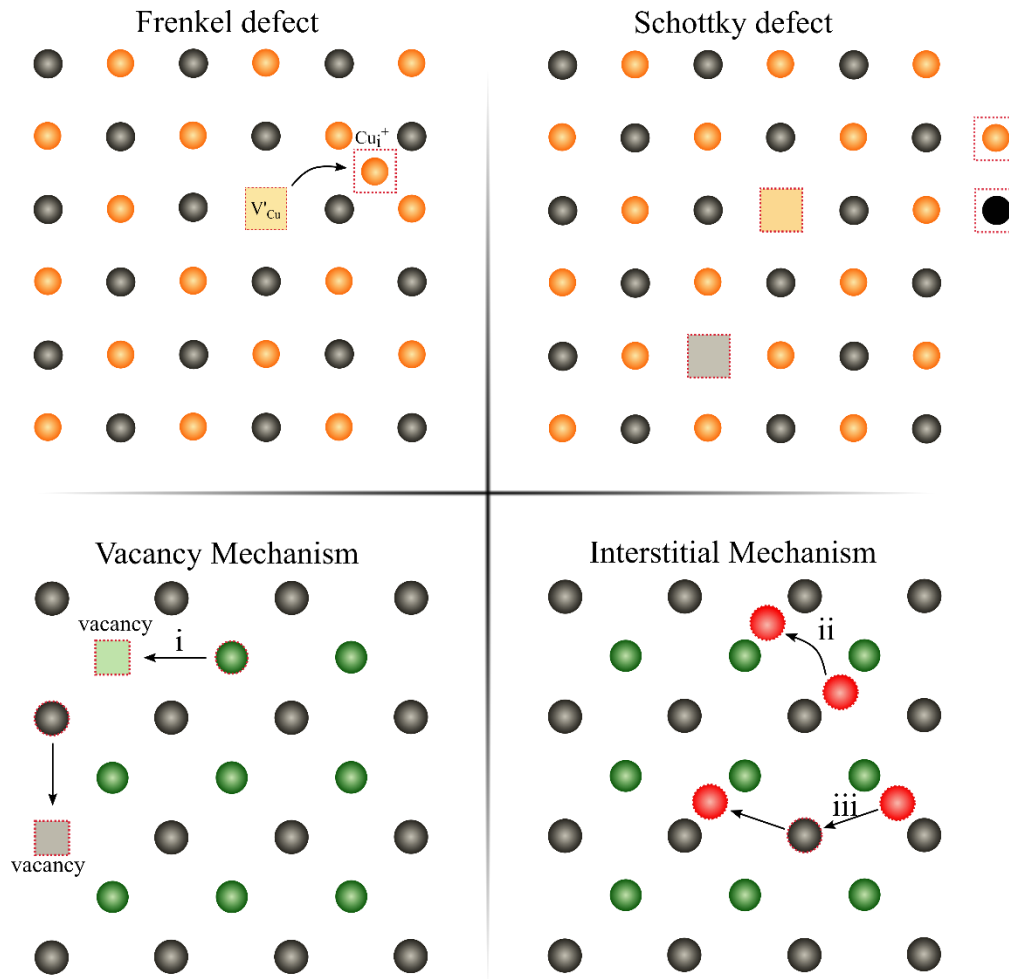 Frenkel defect
Schottky defect
Cui+
V'Cu
Vacancy Mechanism
Interstitial Mechanism
vacancy
i
ii
iii
vacancy